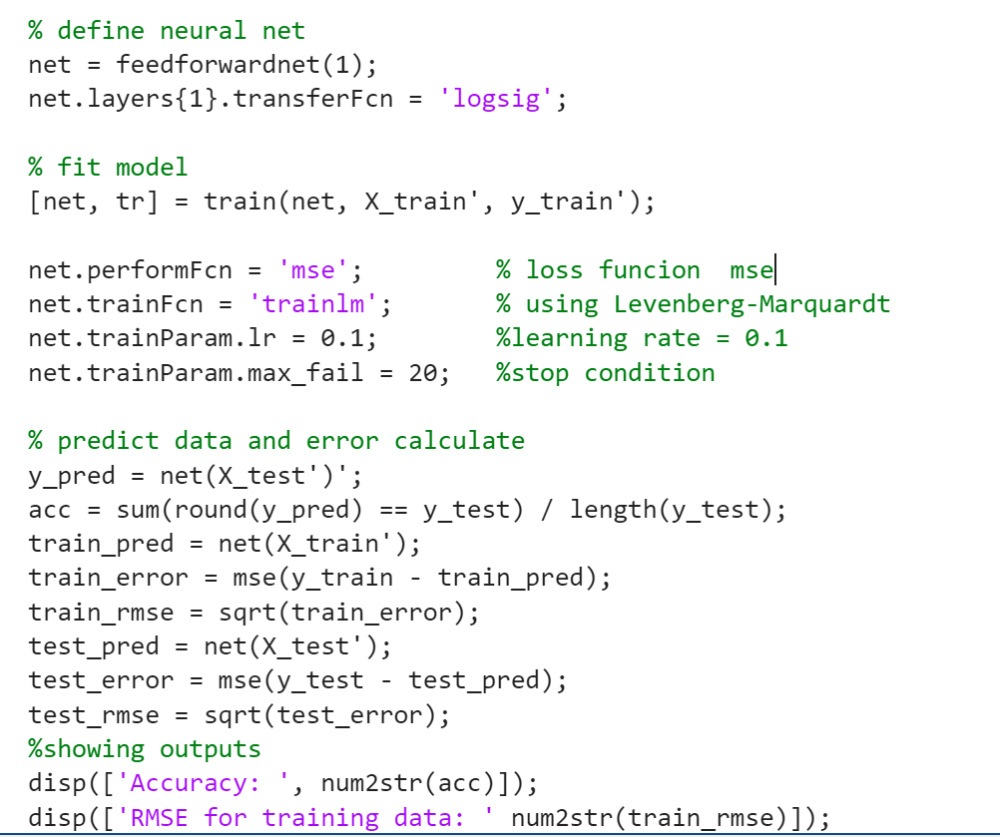 % define neural net
net = feedforwardnet(1);
net.layers{1}.transferFcn = 'logsig';
% fit model
[net, tr] = train(net, X_train', y_train');
net.performFcn = 'mse';         % loss funcion  mse
net.trainFcn = 'trainlm';       % using Levenberg-Marquardt
net.trainParam.lr = 0.1;        %learning rate = 0.1
net.trainParam.max_fail = 20;   %stop condition
% predict data and error calculate
y_pred = net(X_test')';
acc = sum(round(y_pred) == y_test) / length(y_test);
train_pred = net(X_train');
train_error = mse(y_train - train_pred);
train_rmse = sqrt(train_error);
test_pred = net(X_test');
test_error = mse(y_test - test_pred);
test_rmse = sqrt(test_error);
%showing outputs
disp(['Accuracy: ', num2str(acc)]);
disp(['RMSE for training data: ' num2str(train_rmse)]);